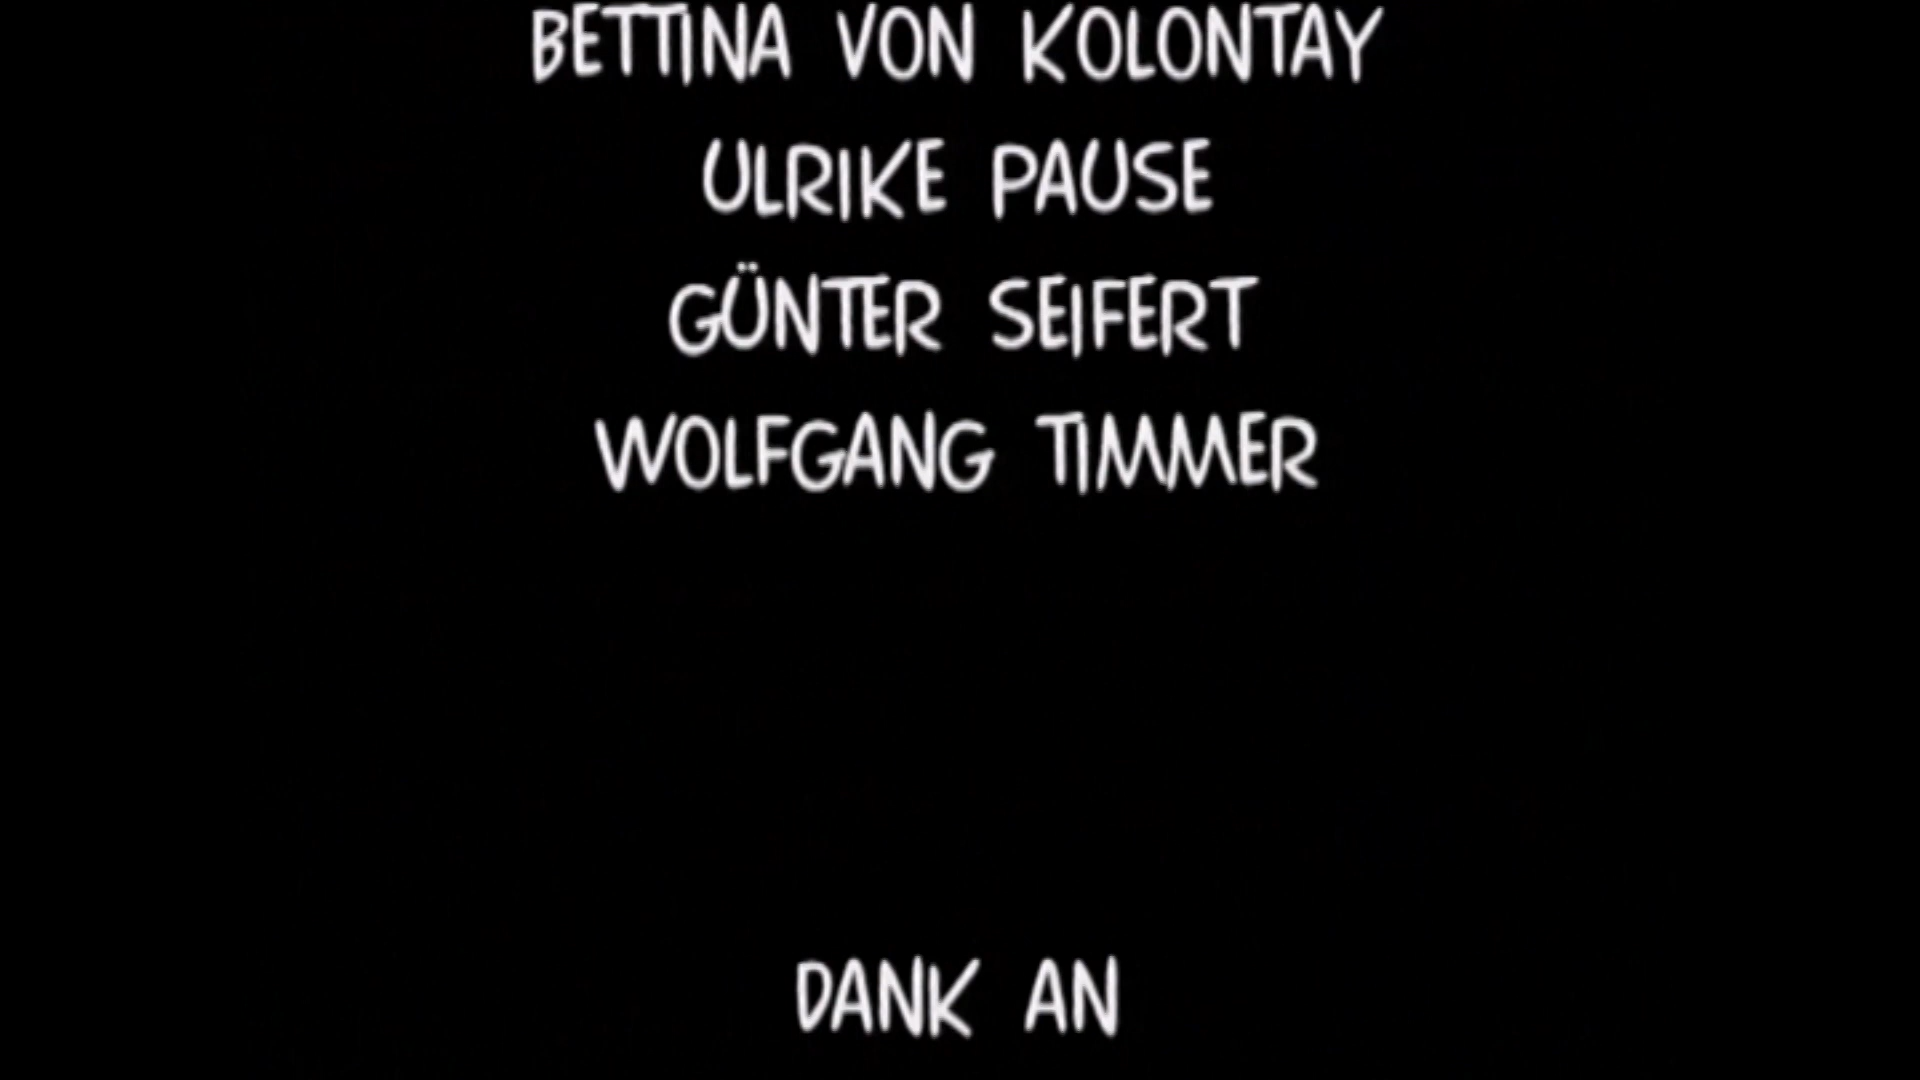 BETTINA VON KOLONTAY
ULRIKE PAUSE
GÜNTER SEIFERT
WOLFGANG TIMMER
DANK AN